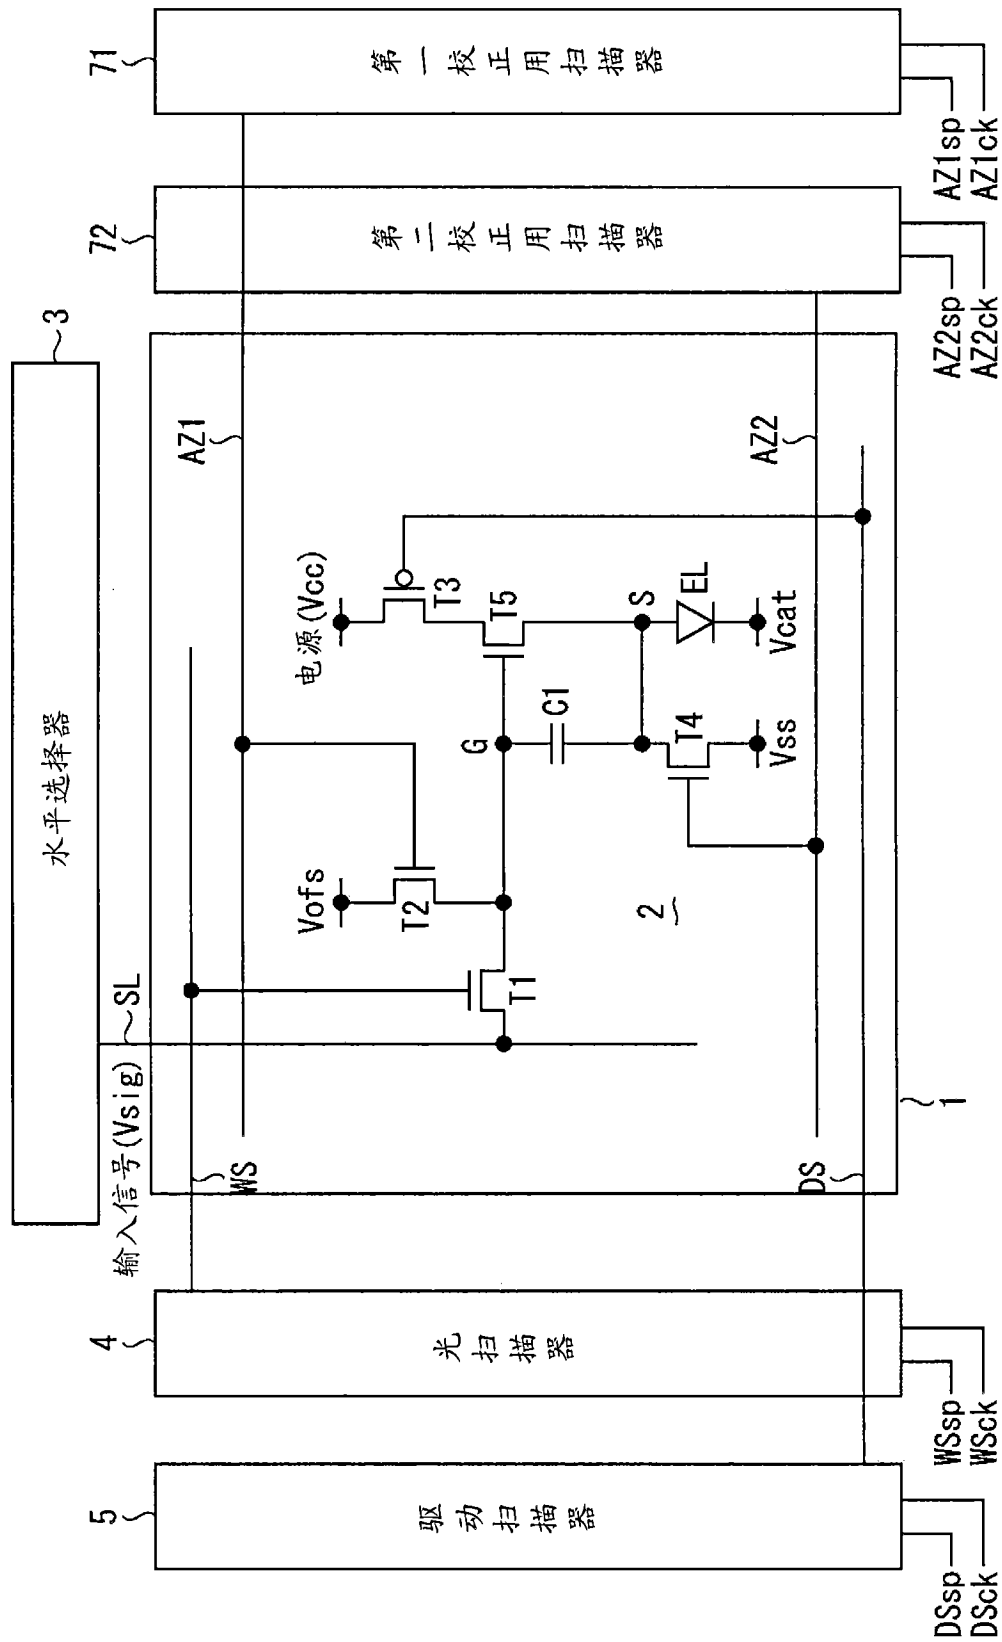 水平选择器
3
输入信号(Vsig)
SL
5
驱动扫描器
DSsp
DSck
4
光扫描器
WSsp
WSck
WS
DS
1
AZ1
AZ2
T1
Vofs
T2
2
G
C1
电源(Vcc)
T3
T5
S
T4
EL
Vss
Vcat
72
第二校正用扫描器
AZ2sp
AZ2ck
71
第一校正用扫描器
AZ1sp
AZ1ck